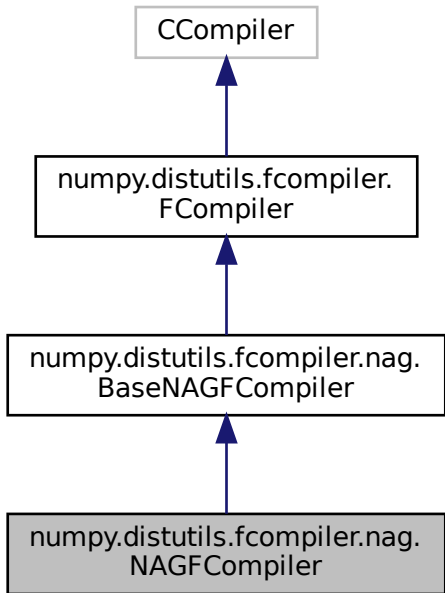 CCompiler
numpy.distutils.fcompiler.
FCompiler
numpy.distutils.fcompiler.nag.
BaseNAGFCompiler
numpy.distutils.fcompiler.nag.
NAGFCompiler